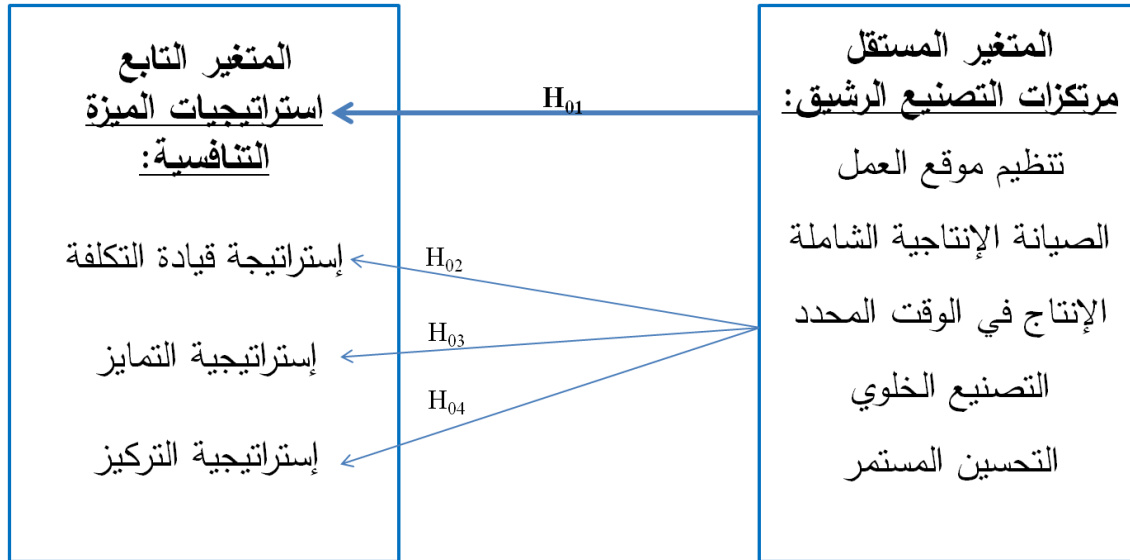 المتغير المستقل
مرتكزات التصنيع الرشيق:
تنظيم موقع العمل
الصيانة الإنتاجية الشاملة
الإنتاج في الوقت المحدد
التصنيع الخلوي
التحسين المستمر
H01
H02
H03
H04
المتغير التابع
استراتيجيات الميزة
التنافسية:
إستراتيجة قيادة التكلفة
إستراتيجية التمايز
إستراتيجية التركيز